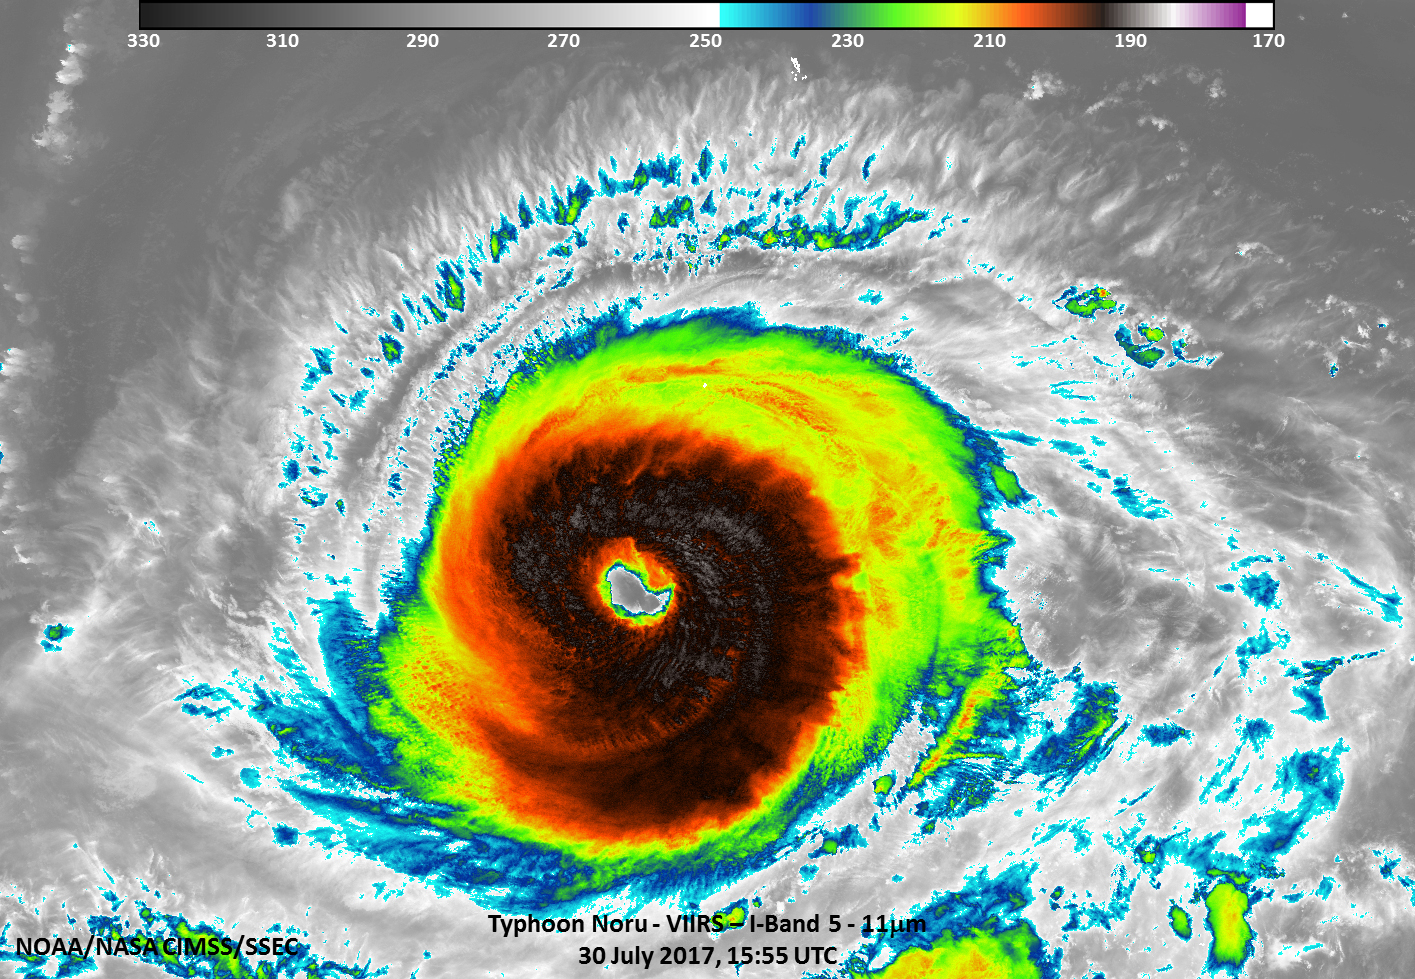 330 310 290 270 250 230 210 190 170
Typhoon Noru - VIIRS – I-Band 5 - 11µm
NOAA/NASA CIMSS/SSEC
30 July 2017, 15:55 UTC